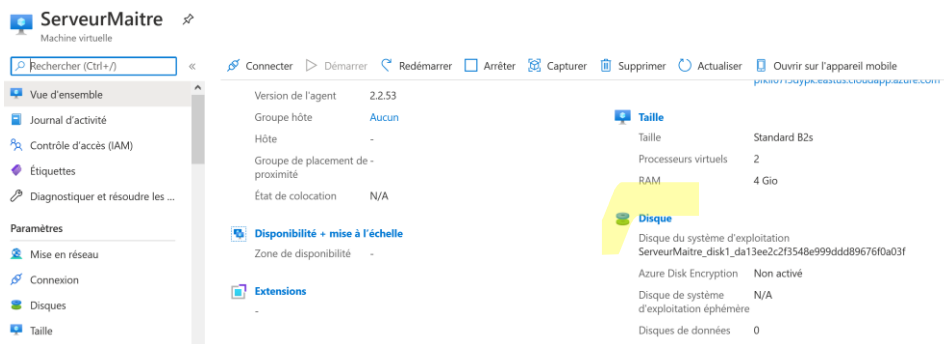 ServeurMaitre
Machine virtuelle
Rechercher (Ctrl+/)
«
Vue d'ensemble
Journal d'activité
Contrôle d'accès (IAM)
Étiquettes
Diagnostiquer et résoudre les ...
Paramètres
Mise en réseau
Connexion
Disques
Taille
Connecter Démarrer Redémarrer Arrêter Capturer Supprimer Actualiser Ouvrir sur l'appareil mobile
Version de l'agent 2.2.53
Groupe hôte Aucun
Hôte -
Groupe de placement de -
proximité
État de colocation N/A
Disponibilité + mise à l'échelle
Zone de disponibilité -
Extensions
-
Taille
Taille Standard B2s
Processeurs virtuels 2
RAM 4 Gio
Disque
Disque du système d'exploitation
ServeurMaitre_disk1_da13ee2c2f3548e999ddd89676f0a03f
Azure Disk Encryption Non activé
Disque de système N/A
d'exploitation éphémère
Disques de données 0